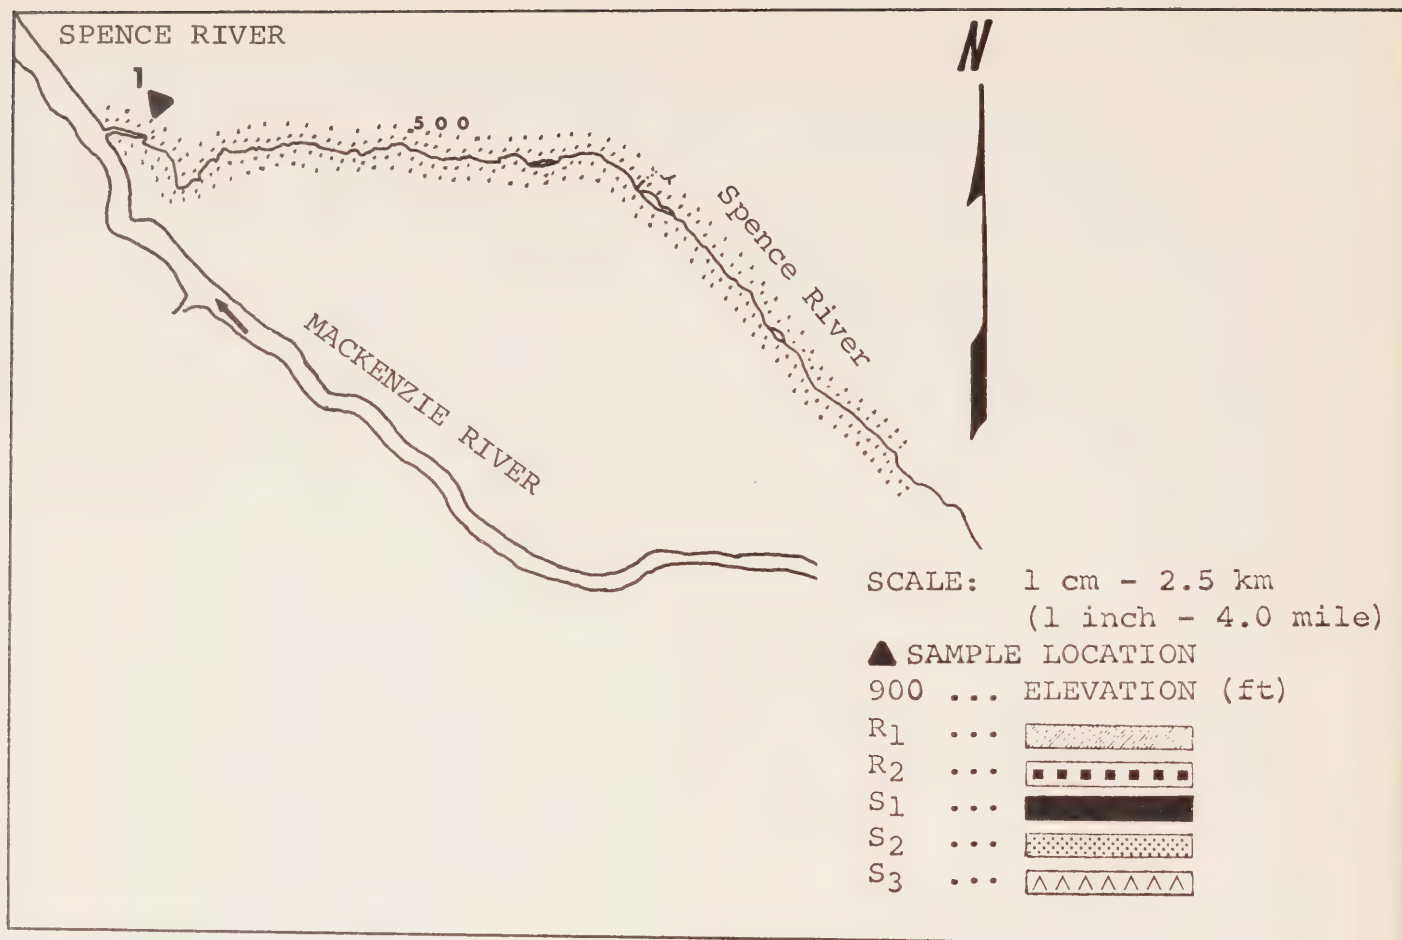 SPENCE RIVER
N
1
500
Spence River
MACKENZIE RIVER
SCALE: 1 cm - 2.5 km
(1 inch - 4.0 mile)
SAMPLE LOCATION
900 ... ELEVATION (ft)
R1 ...
R2 ...
S1 ...
S2 ...
S3 ...